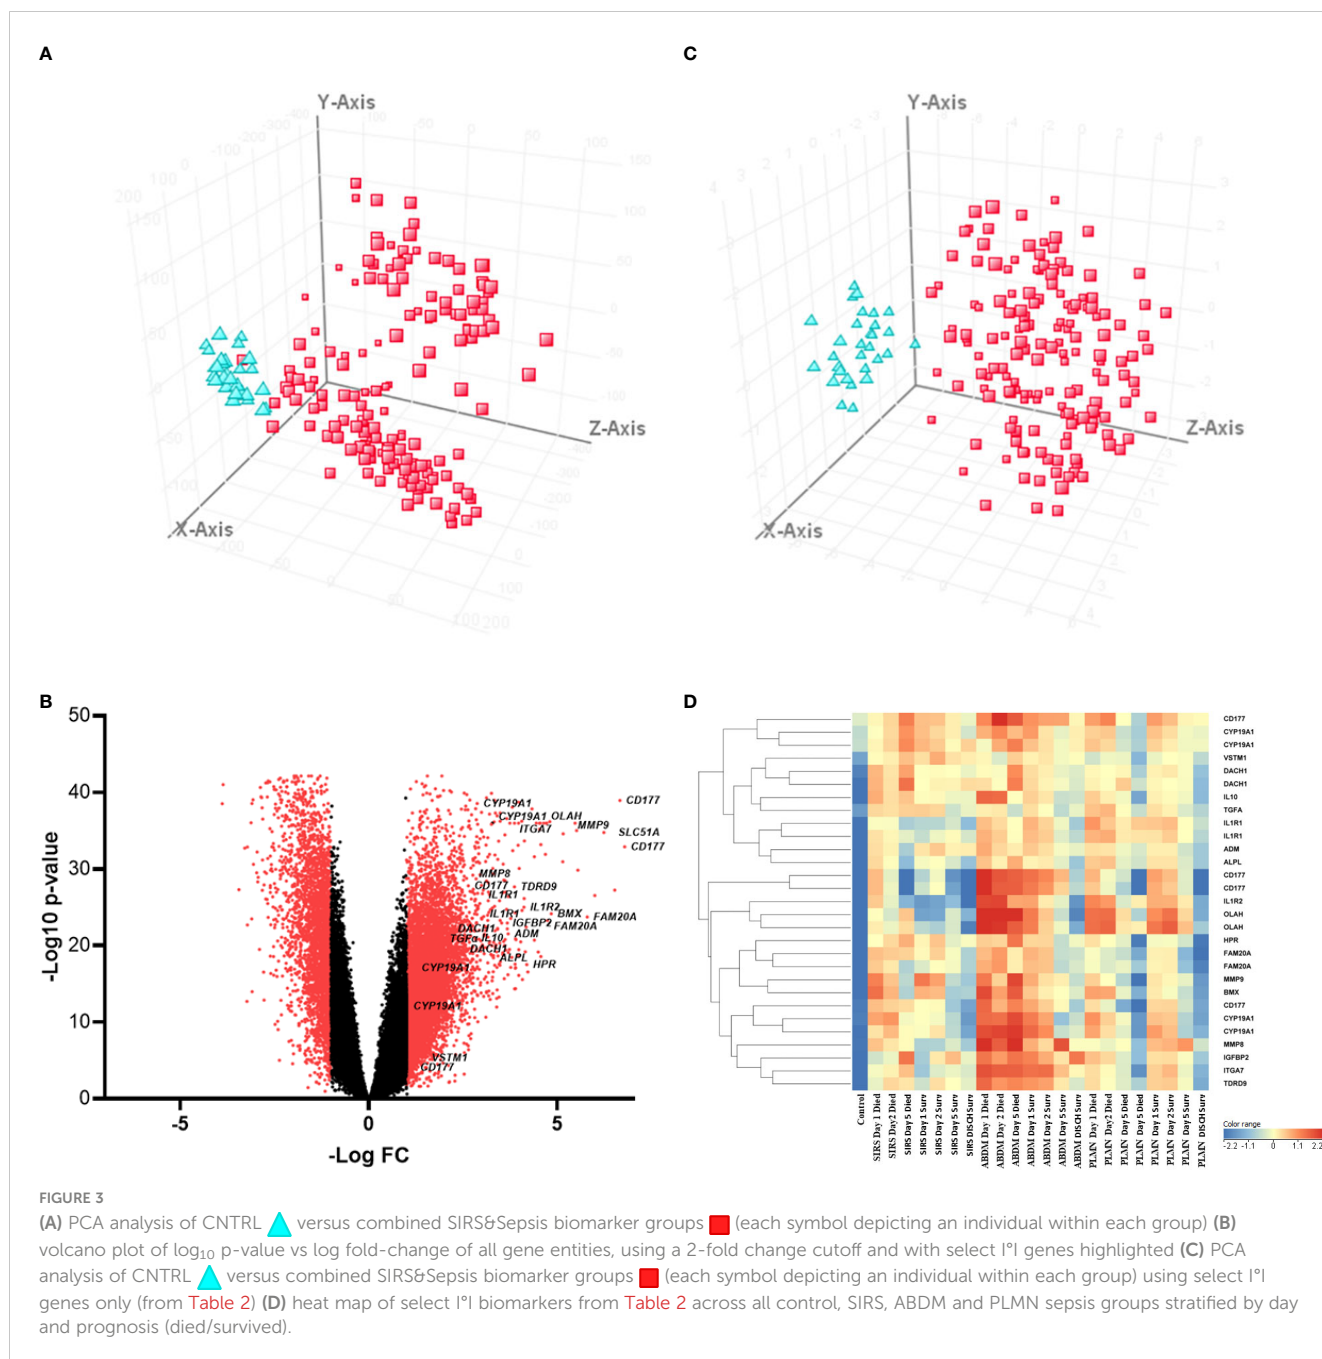 A
Y-Axis
Z-Axis
X-Axis
C
Y-Axis
Z-Axis
X-Axis
B
50
40
30
20
10
0
-5
0
5
-Log10 p-value
-Log FC
CYP19A1
CD177
CYP19A1 OLAH
ITGA7
MMP9
SLC51A
CD177
MMP8
CD177
TDRD9
IL1R1
IL1R2
IL1R1
BMX
FAM20A
IGFBP2
FAM20A
DACH1
ADM
TGFα IL10
DACH1
ALPL
HPR
CYP19A1
CYP19A1
VSTM1
CD177
D
CD177
CYP19A1
CYP19A1
VSTM1
DACH1
DACH1
IL10
TGFA
IL1R1
IL1R1
ADM
ALPL
CD177
CD177
IL1R2
OLAH
OLAH
HPR
FAM20A
FAM20A
MMP9
BMX
CD177
CYP19A1
CYP19A1
MMP8
IGFBP2
ITGA7
TDRD9
Control
SIRS Day 1 Died
SIRS Day2 Died
SIRS Day 5 Died
SIRS Day 1 Surv
SIRS Day 2 Surv
SIRS Day 5 Surv
SIRS DISCH Surv
ABDM Day 1 Died
ABDM Day 2 Died
ABDM Day 5 Died
ABDM Day 1 Surv
ABDM Day 2 Surv
ABDM Day 5 Surv
ABDM DISCH Surv
PLMN Day 1 Died
PLMN Day2 Died
PLMN Day 5 Died
PLMN Day 5 Died
PLMN Day 1 Surv
PLMN Day 2 Surv
PLMN Day 5 Surv
PLMN DISCH Surv
Color range
-2.2 -1.1 0 1.1 2.2
FIGURE 3
(A) PCA analysis of CNTRL versus combined SIRS&Sepsis biomarker groups (each symbol depicting an individual within each group) (B)
volcano plot of log10 p-value vs log fold-change of all gene entities, using a 2-fold change cutoff and with select I°I genes highlighted (C) PCA
analysis of CNTRL versus combined SIRS&Sepsis biomarker groups (each symbol depicting an individual within each group) using select I°I
genes only (from Table 2) (D) heat map of select I°I biomarkers from Table 2 across all control, SIRS, ABDM and PLMN sepsis groups stratified by day
and prognosis (died/survived).